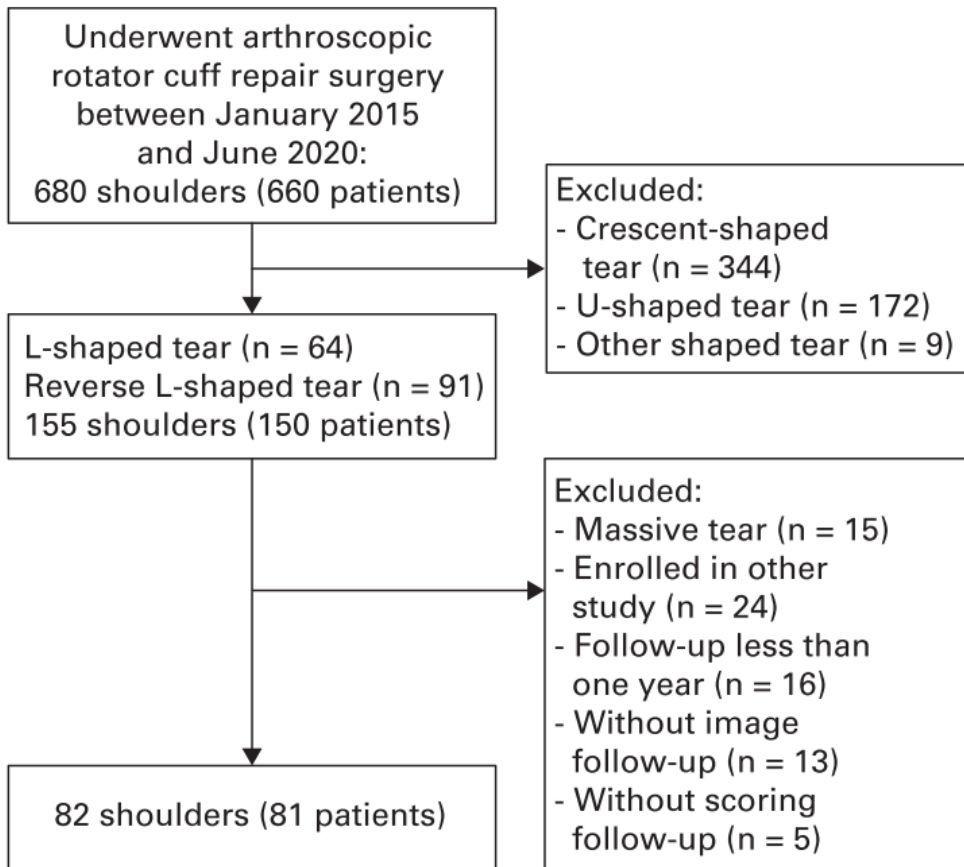 Underwent arthroscopic
rotator cuff repair surgery
between January 2015
and June 2020:
680 shoulders (660 patients)
Excluded:
- Crescent-shaped
tear (n = 344)
- U-shaped tear (n = 172)
- Other shaped tear (n = 9)
L-shaped tear (n = 64)
Reverse L-shaped tear (n = 91)
155 shoulders (150 patients)
Excluded:
- Massive tear (n = 15)
- Enrolled in other
study (n = 24)
- Follow-up less than
one year (n = 16)
- Without image
follow-up (n = 13)
- Without scoring
follow-up (n = 5)
82 shoulders (81 patients)